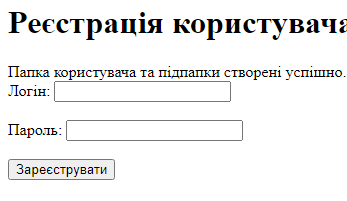 Реєстрація користувача
Папка користувача та підпапки створені успішно.
Логін:
Пароль:
Зареєструвати